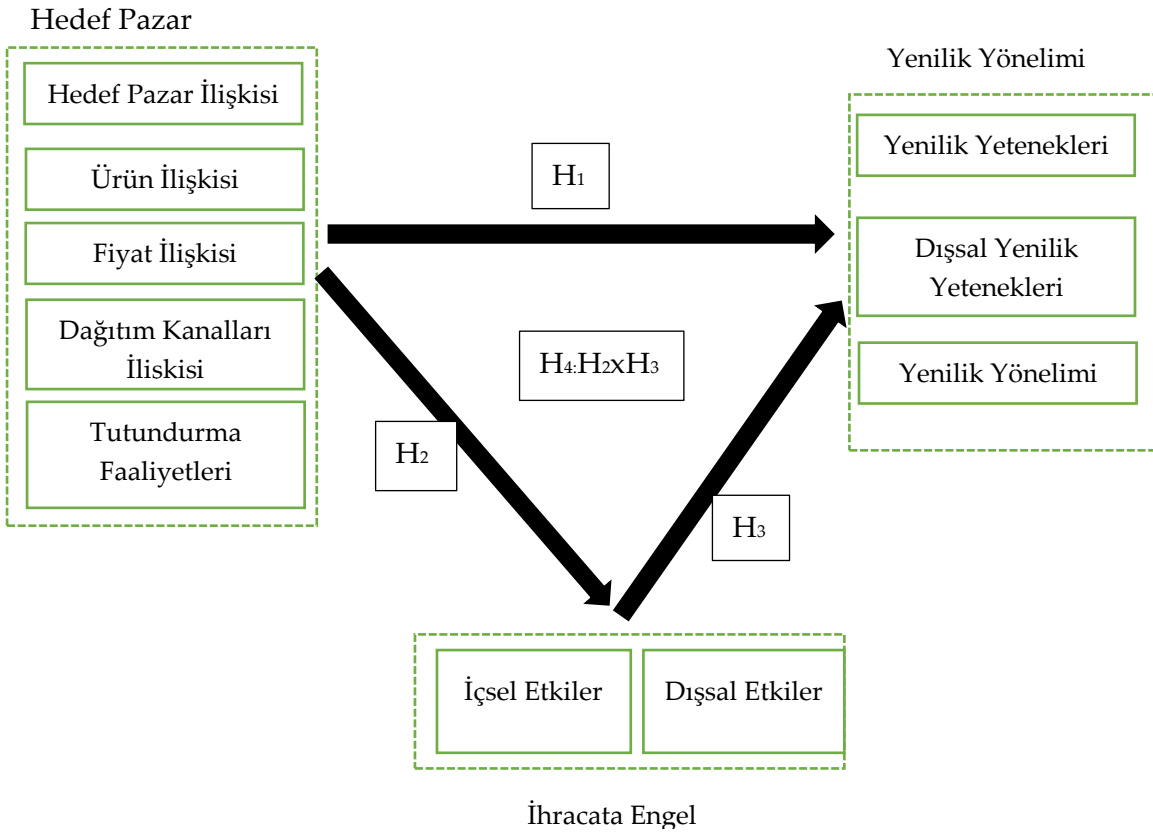 Hedef Pazar
Hedef Pazar İlişkisi
Ürün İlişkisi
Fiyat İlişkisi
Dağıtım Kanalları
İliskisi
Tutundurma
Faaliyetleri
H1
H4:H2xH3
H2
H3
Yenilik Yönelimi
Yenilik Yetenekleri
Dışsal Yenilik
Yetenekleri
Yenilik Yönelimi
İçsel Etkiler
Dışsal Etkiler
İhracata Engel